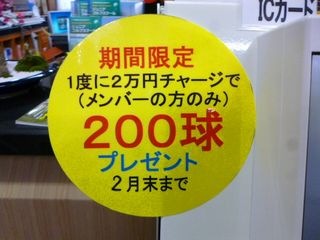 ICカード
期間限定
1度に2万円チャージで
(メンバーの方のみ)
200球
プレゼント
2月末まで